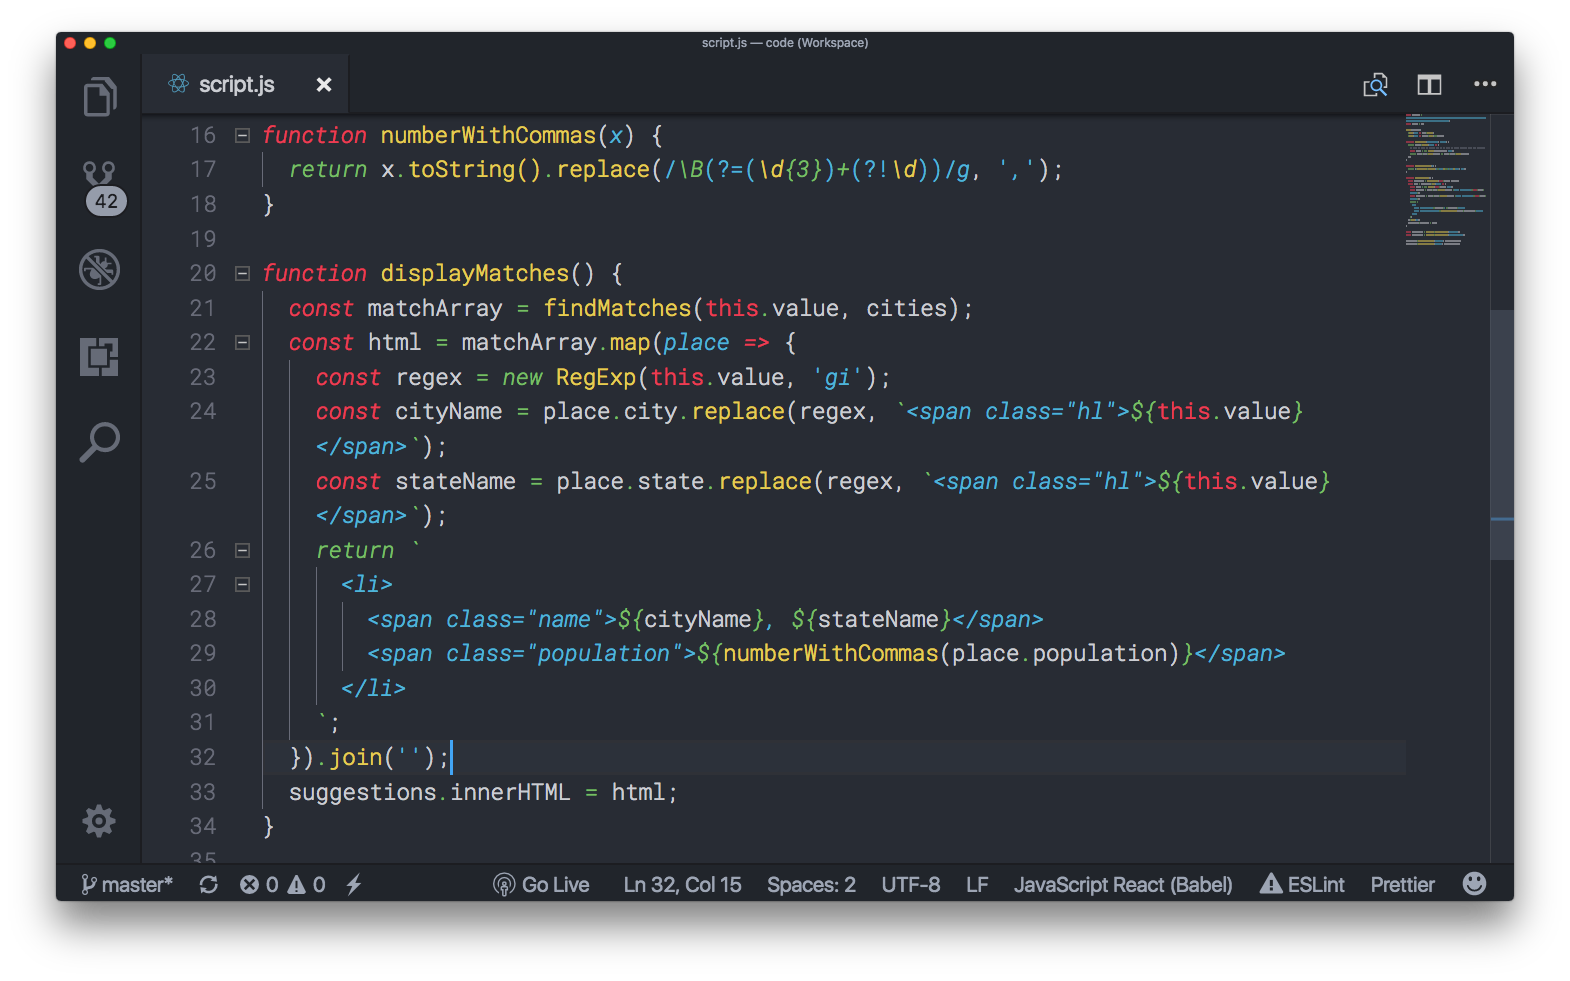 script.js — code (Workspace)
script.js
16 function numberWithCommas(x) {
17 return x.toString().replace(/\B(?=(\d{3})+(?!\d))/g, ',');
18 }
19
20 function displayMatches() {
21 const matchArray = findMatches(this.value, cities);
22 const html = matchArray.map(place => {
23 const regex = new RegExp(this.value, 'gi');
24 const cityName = place.city.replace(regex, `<span class="hl">${this.value}
</span>`);
25 const stateName = place.state.replace(regex, `<span class="hl">${this.value}
</span>`);
26 return `
27 <li>
28 <span class="name">${cityName}, ${stateName}</span>
29 <span class="population">${numberWithCommas(place.population)}</span>
30 </li>
31 `;
32 }).join('');
33 suggestions.innerHTML = html;
34 }
35
42
master* 0 0 Go Live Ln 32, Col 15 Spaces: 2 UTF-8 LF JavaScript React (Babel) ESLint Prettier